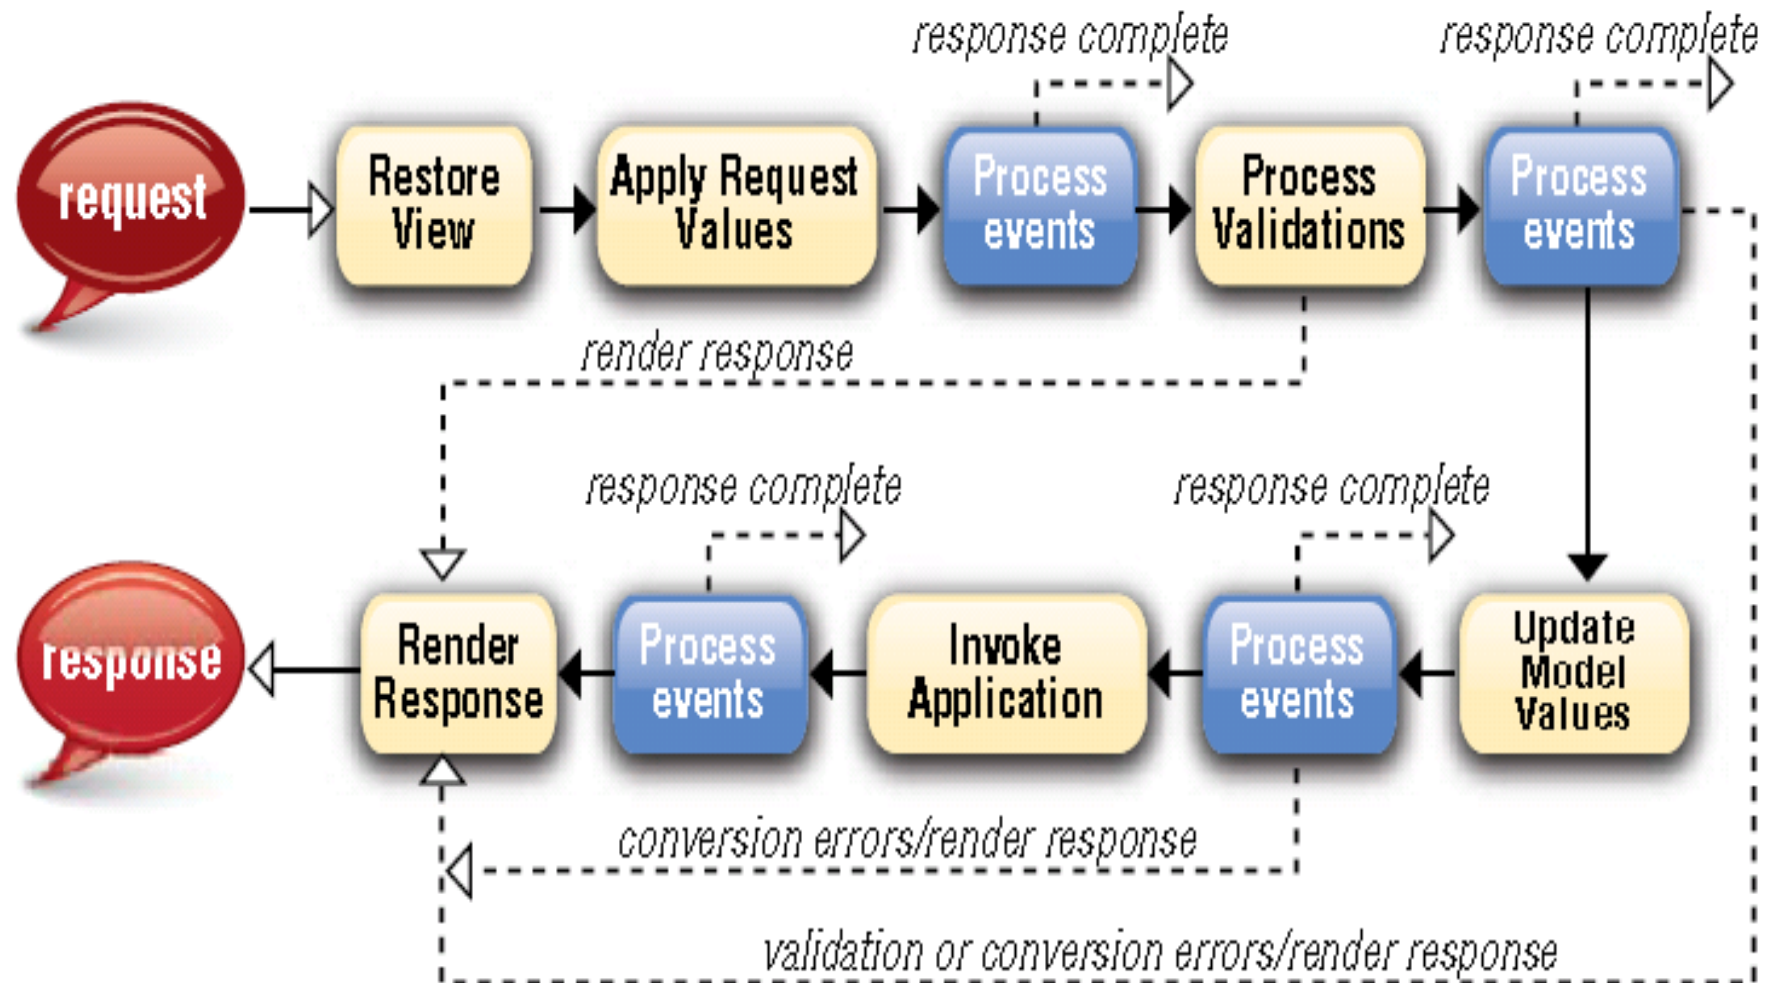 response complete
response complete
request
Restore
View
Apply Request
Values
Process
events
Process
Validations
Process
events
render response
response complete
response complete
response
Render
Response
Process
events
Invoke
Application
Process
events
Update
Model
Values
conversion errors/render response
validation or conversion errors/render response